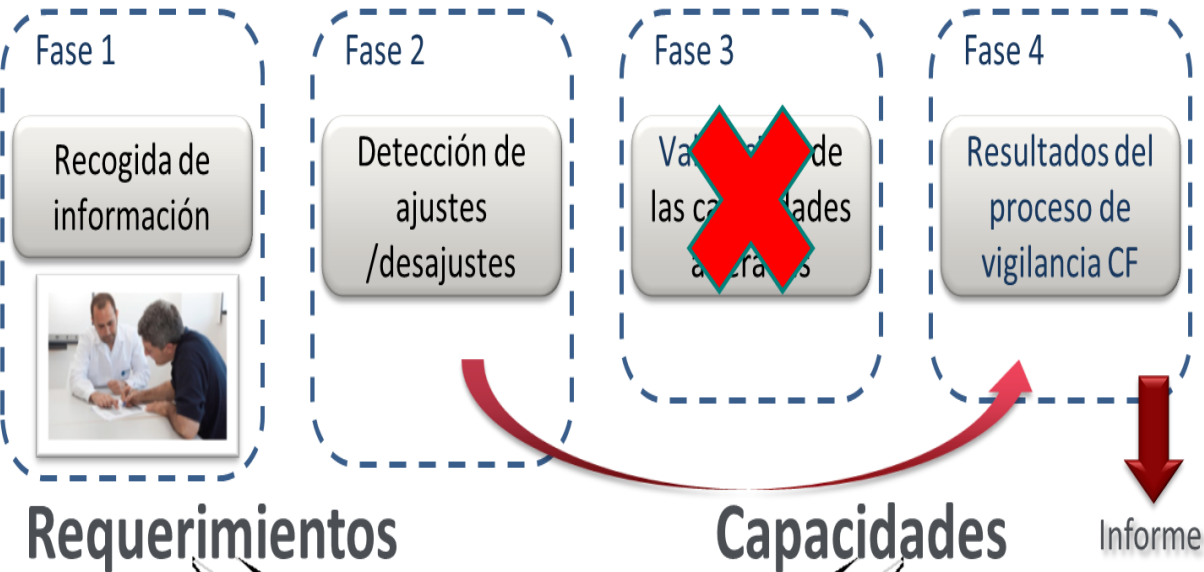 Fase 1
Recogida de
información
Fase 2
Detección de
ajustes
/desajustes
Fase 3
de
las
Fase 4
Resultados del
proceso de
vigilancia CF
Requerimientos
Capacidades
Informe